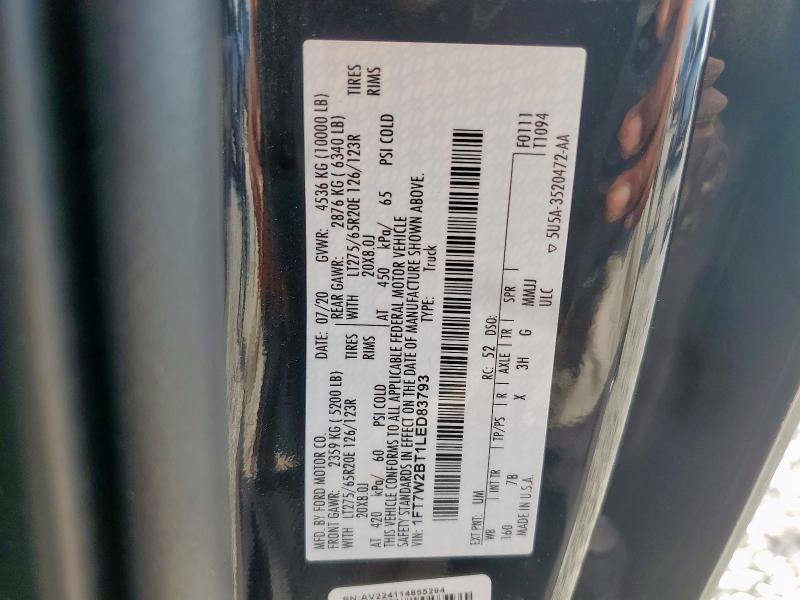 MFD. BY FORD MOTOR CO.
DATE: 07/20 GVWR: 4536 KG (10000 LB)
FRONT GAWR: 2359 KG ( 5200 LB) REAR GAWR: 2876 KG ( 6340 LB)
WITH LT275/65R20E 126/123R TIRES WITH LT275/65R20E 126/123R TIRES
20X8.0J RIMS 20X8.0J RIMS
AT 420 kPa/ 60 PSI COLD AT 450 kPa/ 65 PSI COLD
THIS VEHICLE CONFORMS TO ALL APPLICABLE FEDERAL MOTOR VEHICLE
SAFETY STANDARDS IN EFFECT ON THE DATE OF MANUFACTURE SHOWN ABOVE.
VIN: 1FT7W2BT1LED83793 TYPE: Truck
F0111
T1094
EXT PNT: UM RC: 52 DSO:
WB INT TR TP/PS R AXLE TR SPR
160 7B X 3H G MMJJ
MADE IN U.S.A. ULC
▽ 5U5A-3520472-AA
RN:AV224114855294